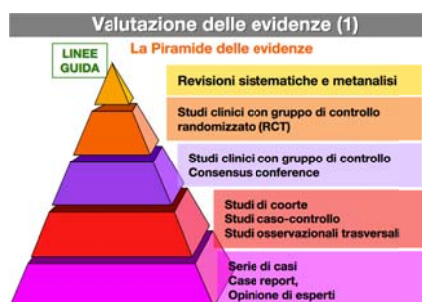 Valutazione delle evidenze (1)
LINEE
GUIDA
La Piramide delle evidenze
Revisioni sistematiche e metanalisi
Studi clinici con gruppo di controllo
randomizzato (RCT)
Studi clinici con gruppo di controllo
Consensus conference
Studi di coorte
Studi caso-controllo
Studi osservazionali trasversali
Serie di casi
Case report,
Opinione di esperti